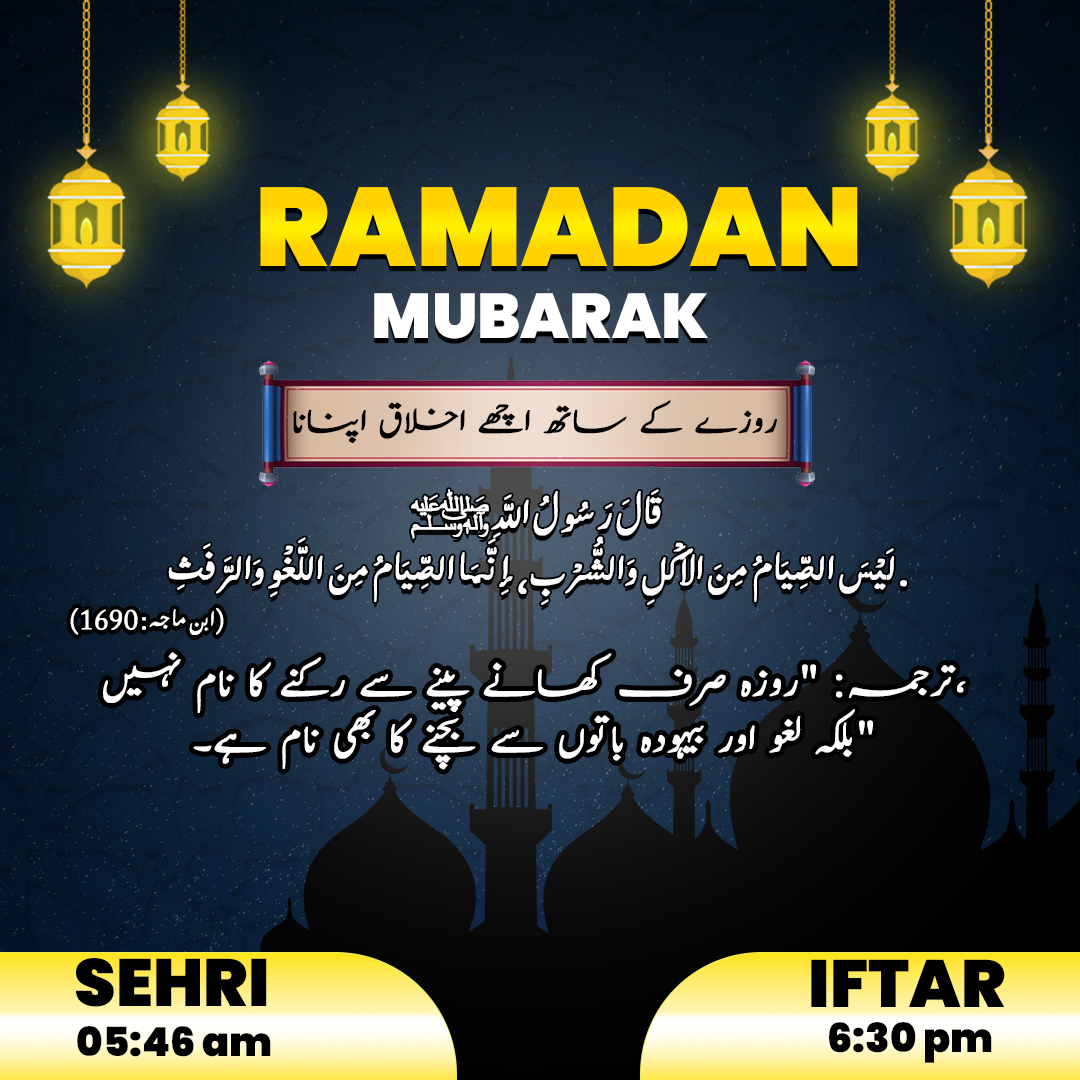 RAMADAN
MUBARAK
روزے کے ساتھ اچھے اخلاق اپنانا
قَالَ رَسُولُ اللَّهِ ﷺ
لَيْسَ الصِّيَامُ مِنَ الْأَكْلِ وَالشُّرْبِ، إِنَّمَا الصِّيَامُ مِنَ اللَّغْوِ وَالرَّفَثِ.
(ابن ماجہ: 1690)
ترجمہ: "روزہ صرف کھانے پینے سے رکنے کا نام نہیں،
بلکہ لغو اور بیہودہ باتوں سے بچنے کا بھی نام ہے۔"
SEHRI
05:46 am
IFTAR
6:30 pm